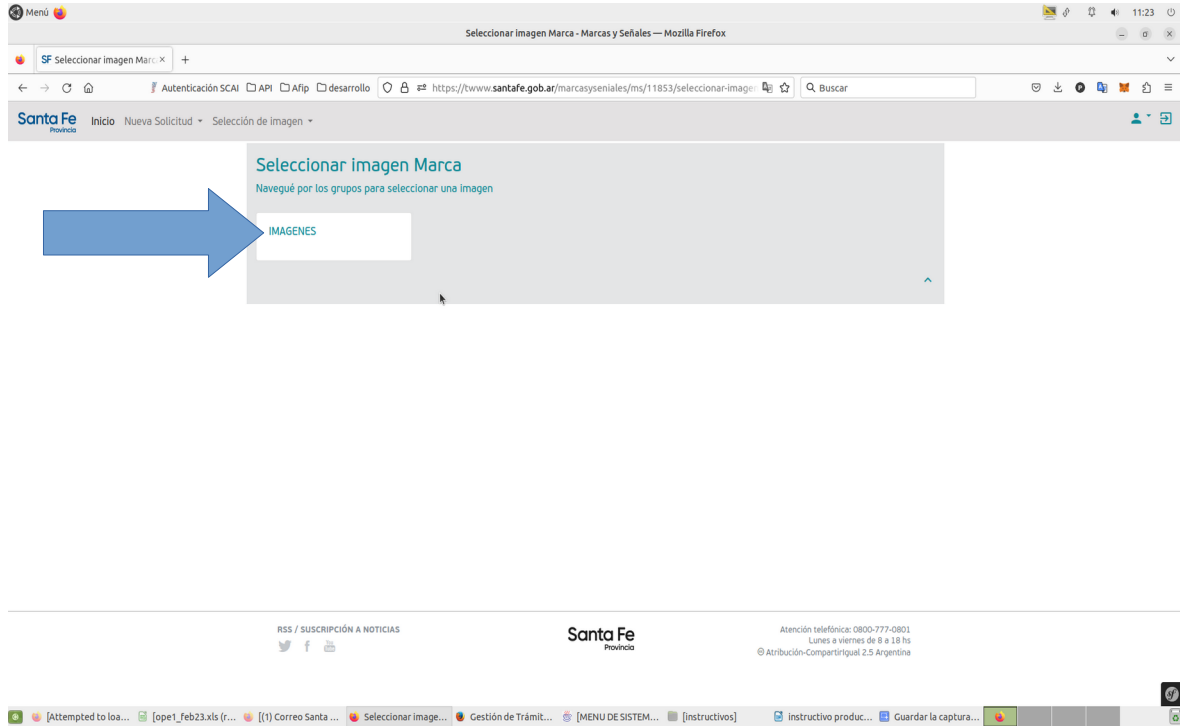 Menú
11:23
Seleccionar imagen Marca - Marcas y Señales — Mozilla Firefox
SF Seleccionar imagen Marc
Autenticación SCAI API Afip desarrollo https://twww.santafe.gob.ar/marcasyseniales/ms/11853/seleccionar-image Buscar
Santa Fe
Provincia
Inicio Nueva Solicitud Selección de imagen
Seleccionar imagen Marca
Navegué por los grupos para seleccionar una imagen
IMAGENES
RSS / SUSCRIPCIÓN A NOTICIAS
Santa Fe
Provincia
Atención telefónica: 0800-777-0801
Lunes a viernes de 8 a 18 hs
Atribución-CompartirIgual 2.5 Argentina
[Attempted to loa... [ope1_feb23.xls (r... [(1) Correo Santa ... Seleccionar image... Gestión de Trámit... [MENU DE SISTEM... [instructivos] instructivo produc... Guardar la captura...